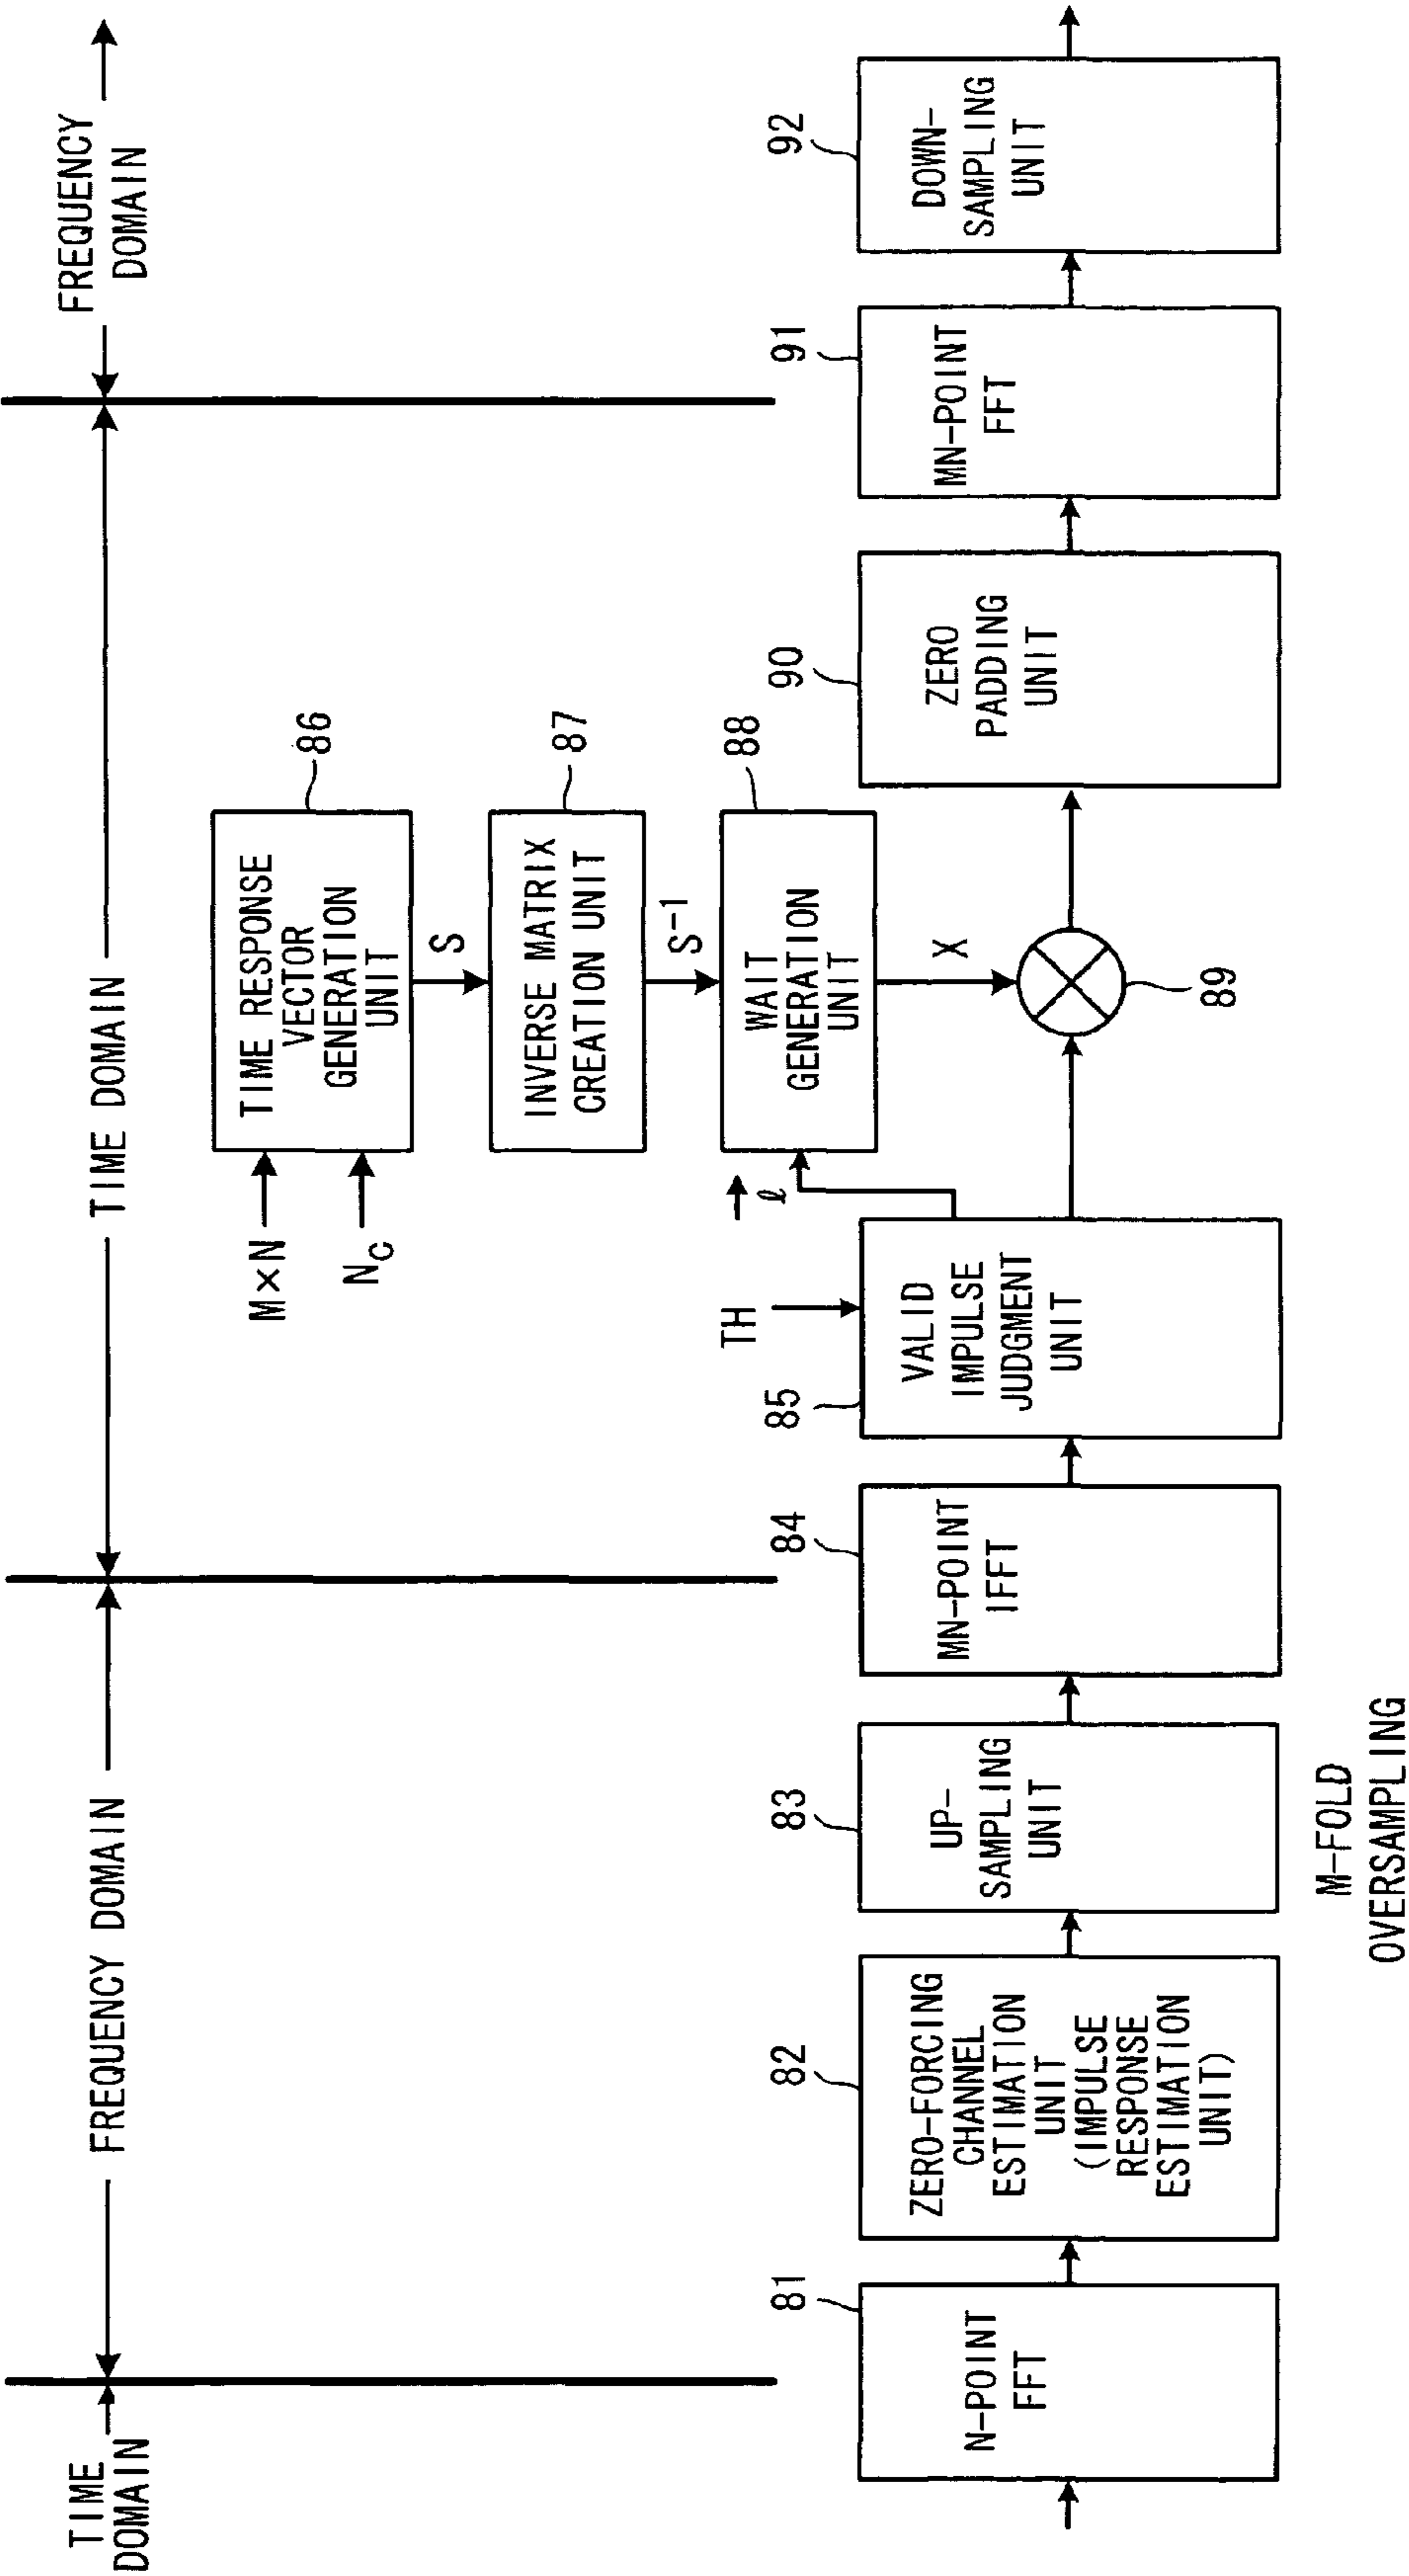 TIME
DOMAIN
FREQUENCY DOMAIN
TIME DOMAIN
FREQUENCY
DOMAIN
M×N
N_C
TIME RESPONSE
VECTOR
GENERATION
UNIT
86
S
INVERSE MATRIX
CREATION UNIT
87
S⁻¹
TH
ℓ
WAIT
GENERATION
UNIT
88
X
81
N-POINT
FFT
82
ZERO-FORCING
CHANNEL
ESTIMATION
UNIT
(IMPULSE
RESPONSE
ESTIMATION
UNIT)
83
UP-
SAMPLING
UNIT
84
MN-POINT
IFFT
85
VALID
IMPULSE
JUDGMENT
UNIT
89
90
ZERO
PADDING
UNIT
91
MN-POINT
FFT
92
DOWN-
SAMPLING
UNIT
M-FOLD
OVERSAMPLING